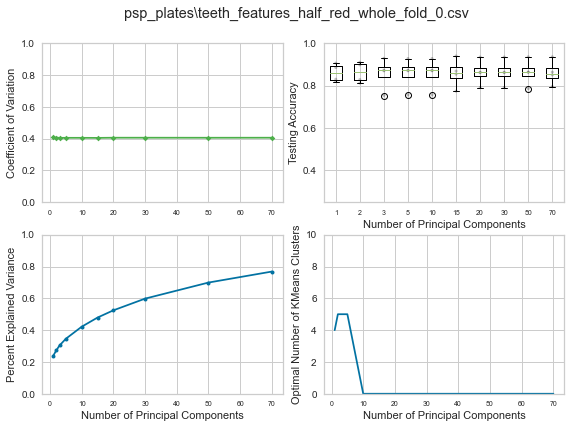 psp_plates\teeth_features_half_red_whole_fold_0.csv
Coefficient of Variation
1.0
0.8
0.6
0.4
0.2
0.0
0 10 20 30 40 50 60 70
Testing Accuracy
1.0
0.8
0.6
0.4
1 2 3 5 10 15 20 30 50 70
Number of Principal Components
Percent Explained Variance
1.0
0.8
0.6
0.4
0.2
0.0
0 10 20 30 40 50 60 70
Number of Principal Components
Optimal Number of KMeans Clusters
10
8
6
4
2
0
0 10 20 30 40 50 60 70
Number of Principal Components